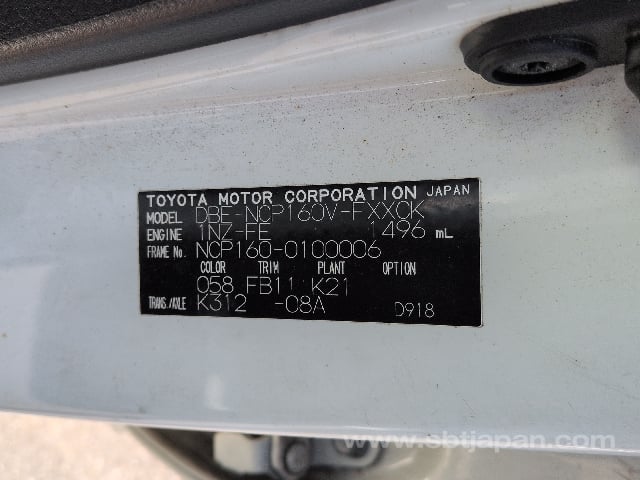 TOYOTA MOTOR CORPORATION JAPAN
MODEL DBE-NCP160V-FXXCK
ENGINE 1NZ-FE 1496 mL
FRAME No. NCP160-0100006
COLOR TRIM PLANT OPTION
058 FB11 K21
TRANS./AXLE K312 -08A D918
www.sbtjapan.com